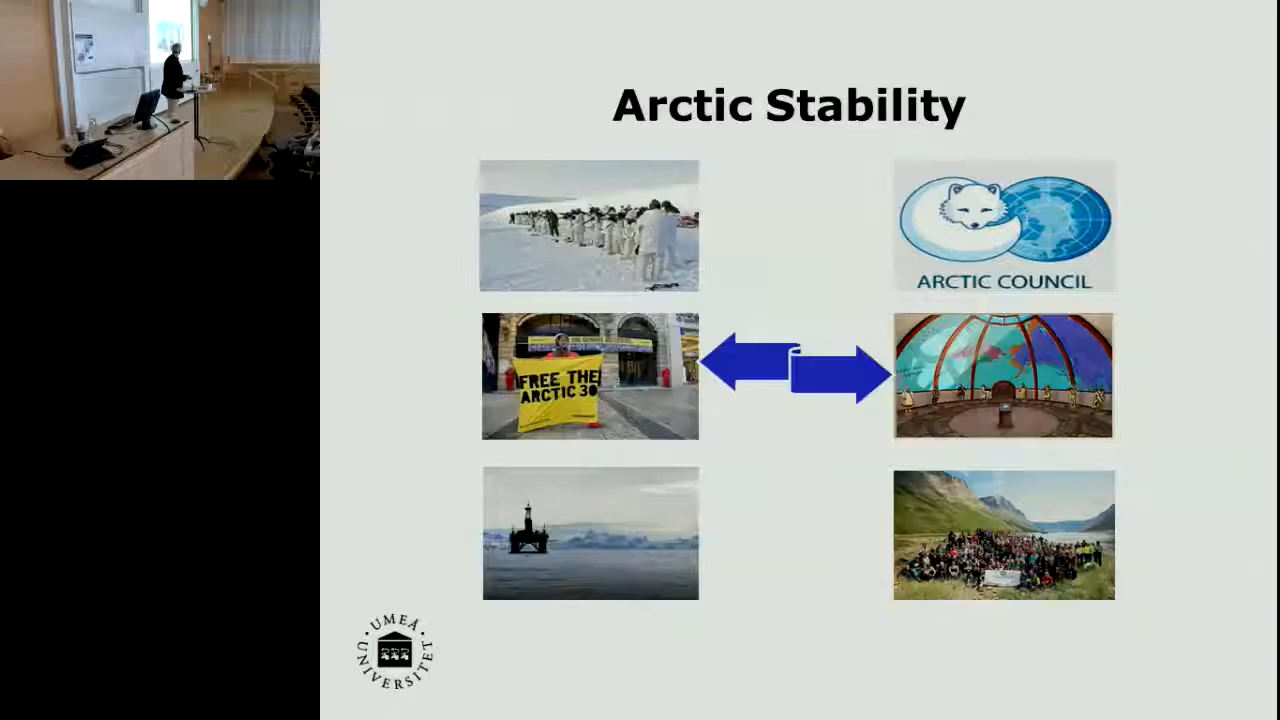 Arctic Stability
ARCTIC COUNCIL
FREE THE
ARCTIC 30
UMEÅ
UNIVERSITET